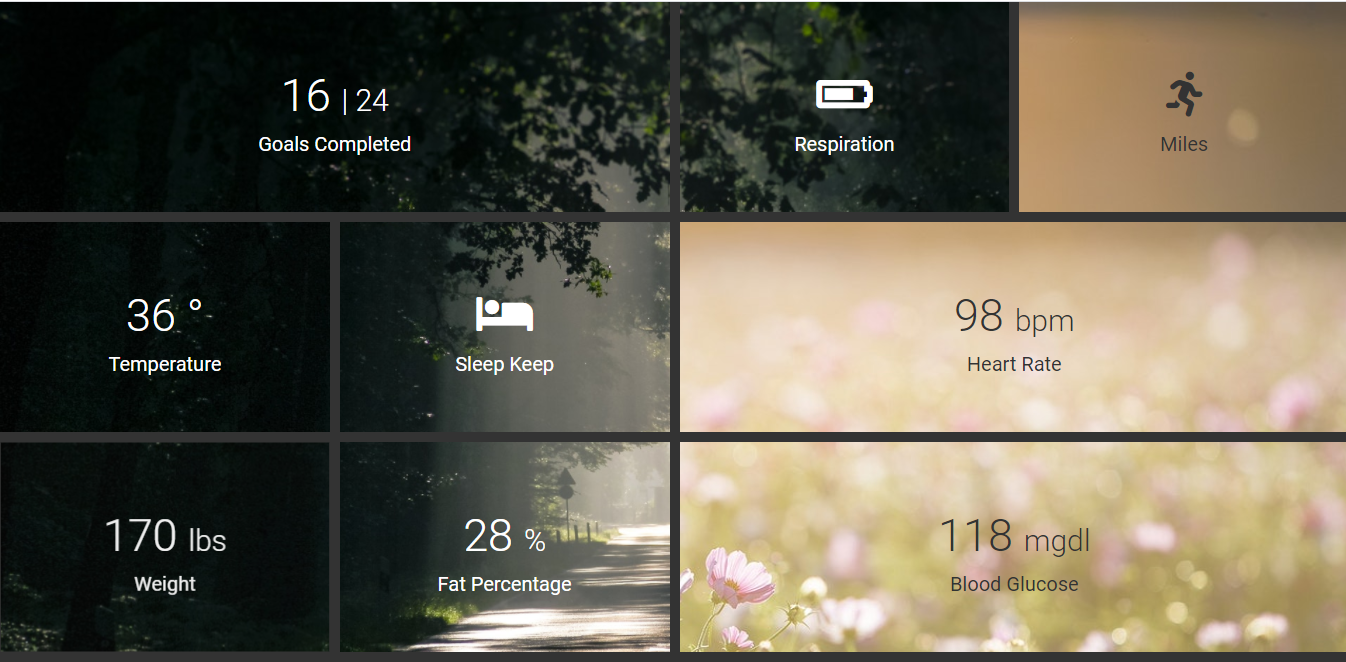 16 | 24
Goals Completed
Respiration
Miles
36 °
Temperature
Sleep Keep
98 bpm
Heart Rate
170 lbs
Weight
28 %
Fat Percentage
118 mgdl
Blood Glucose